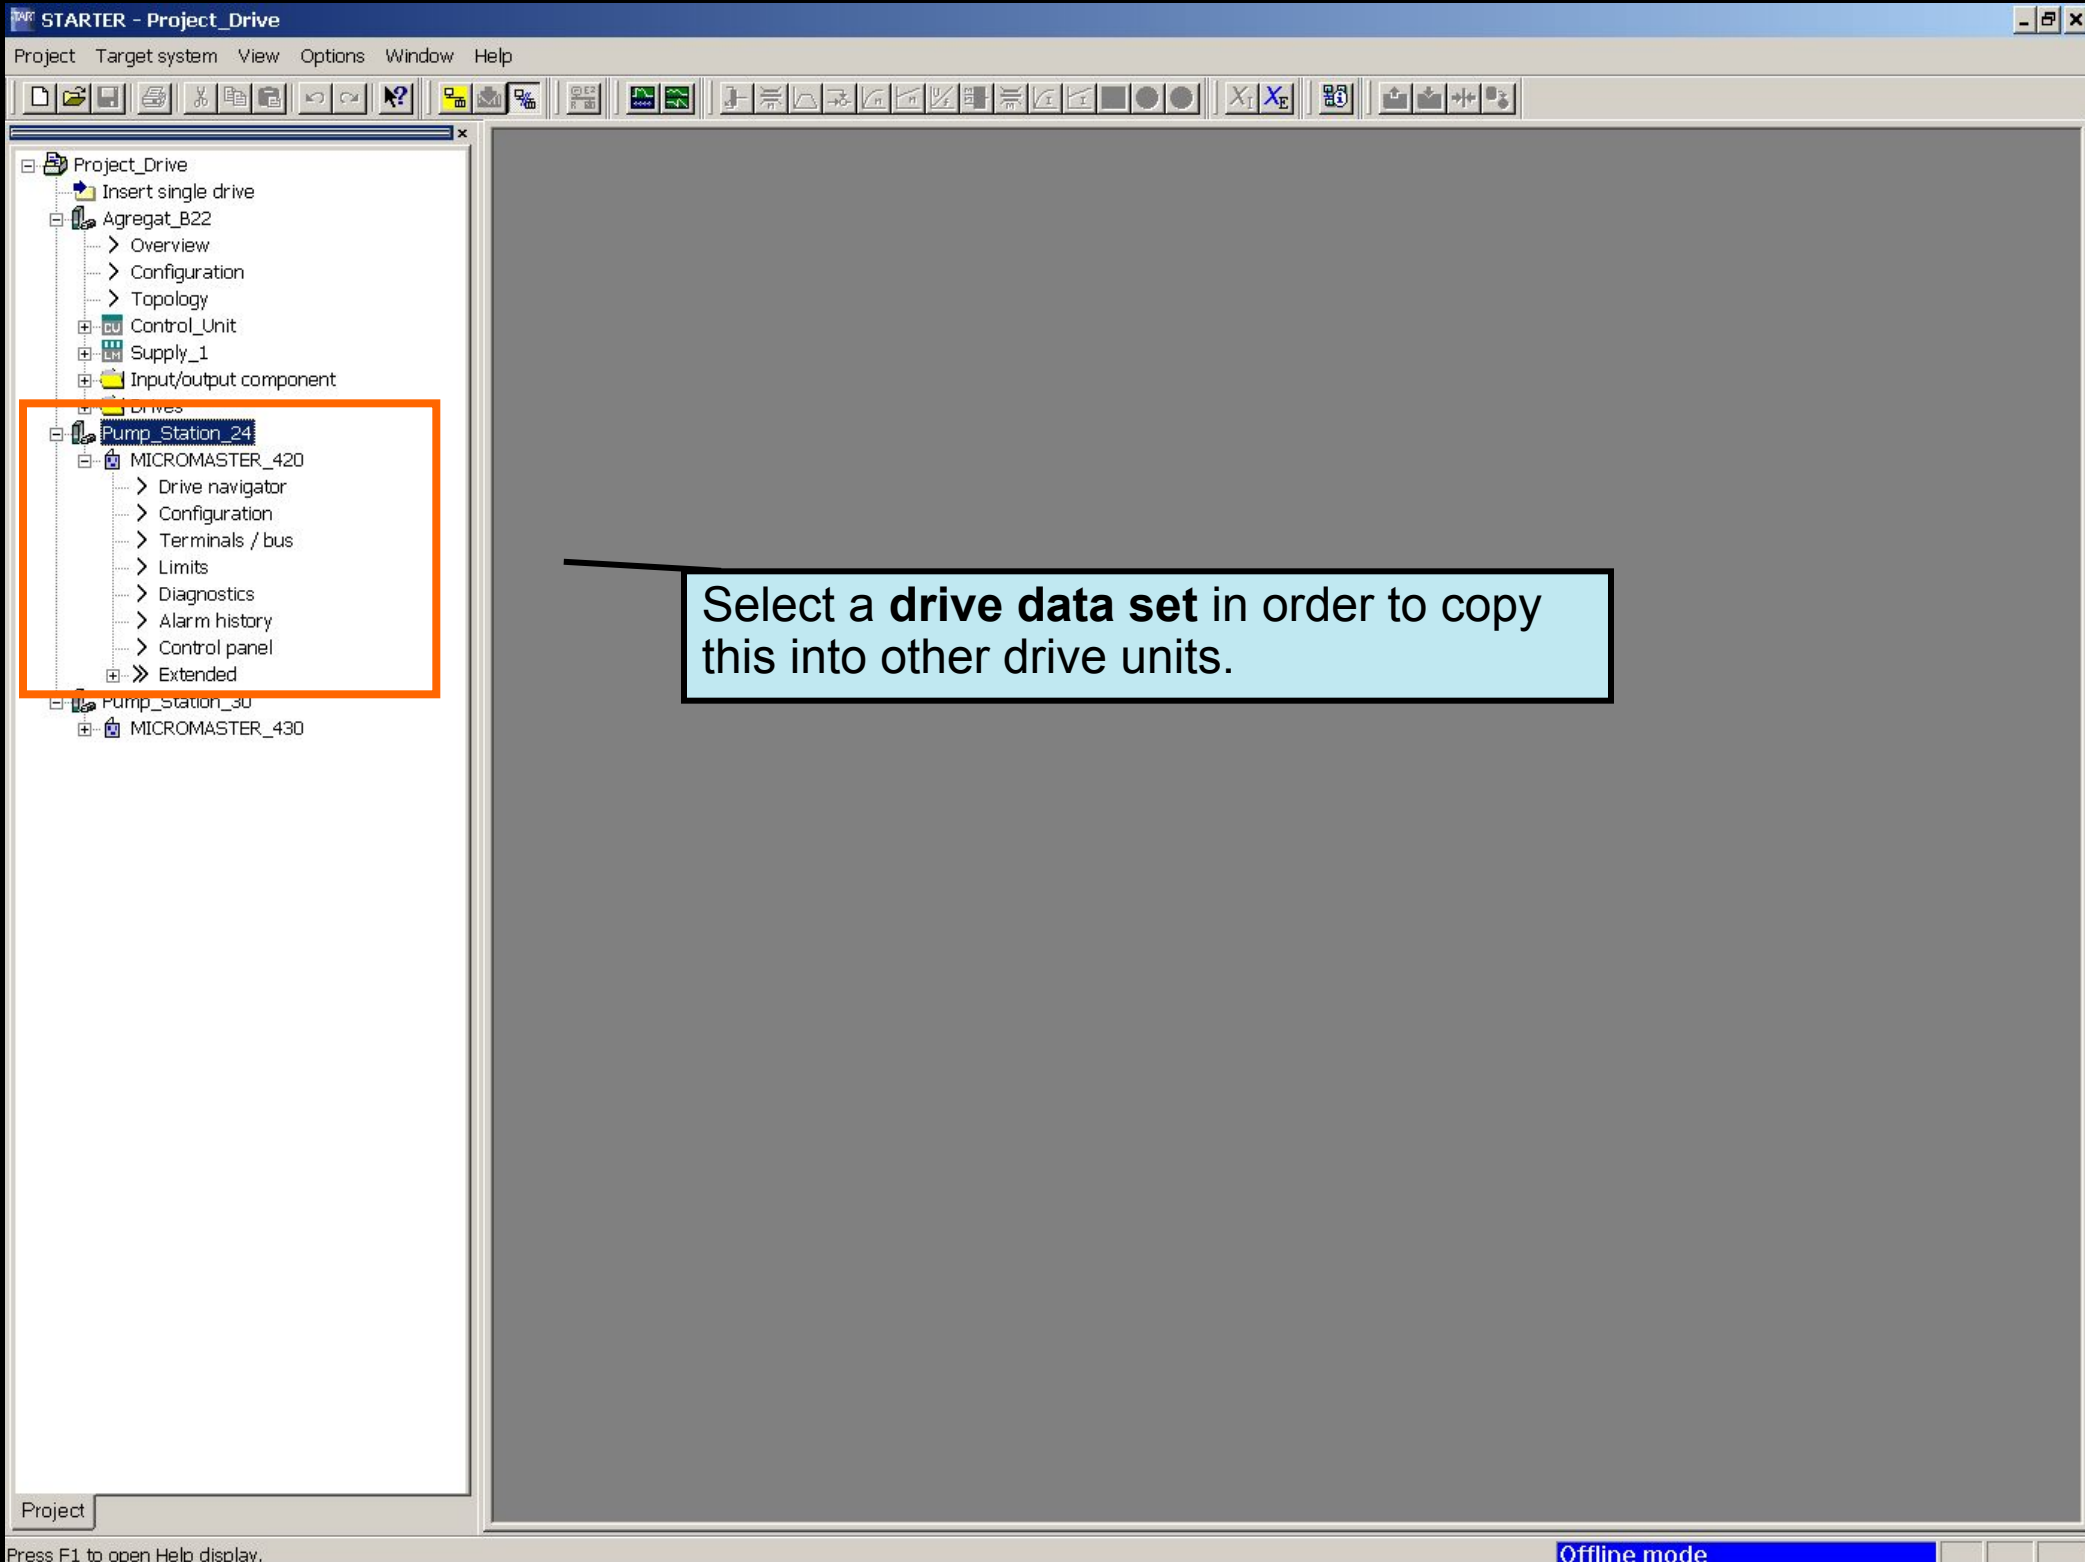 STARTER - Project_Drive
Project Target system View Options Window Help
Project_Drive
Insert single drive
Agregat_B22
Overview
Configuration
Topology
Control_Unit
Supply_1
Input/output component
Drives
Pump_Station_24
MICROMASTER_420
Drive navigator
Configuration
Terminals / bus
Limits
Diagnostics
Alarm history
Control panel
Extended
Pump_Station_30
MICROMASTER_430
Select a drive data set in order to copy
this into other drive units.
Project
Press F1 to open Help display.
Offline mode